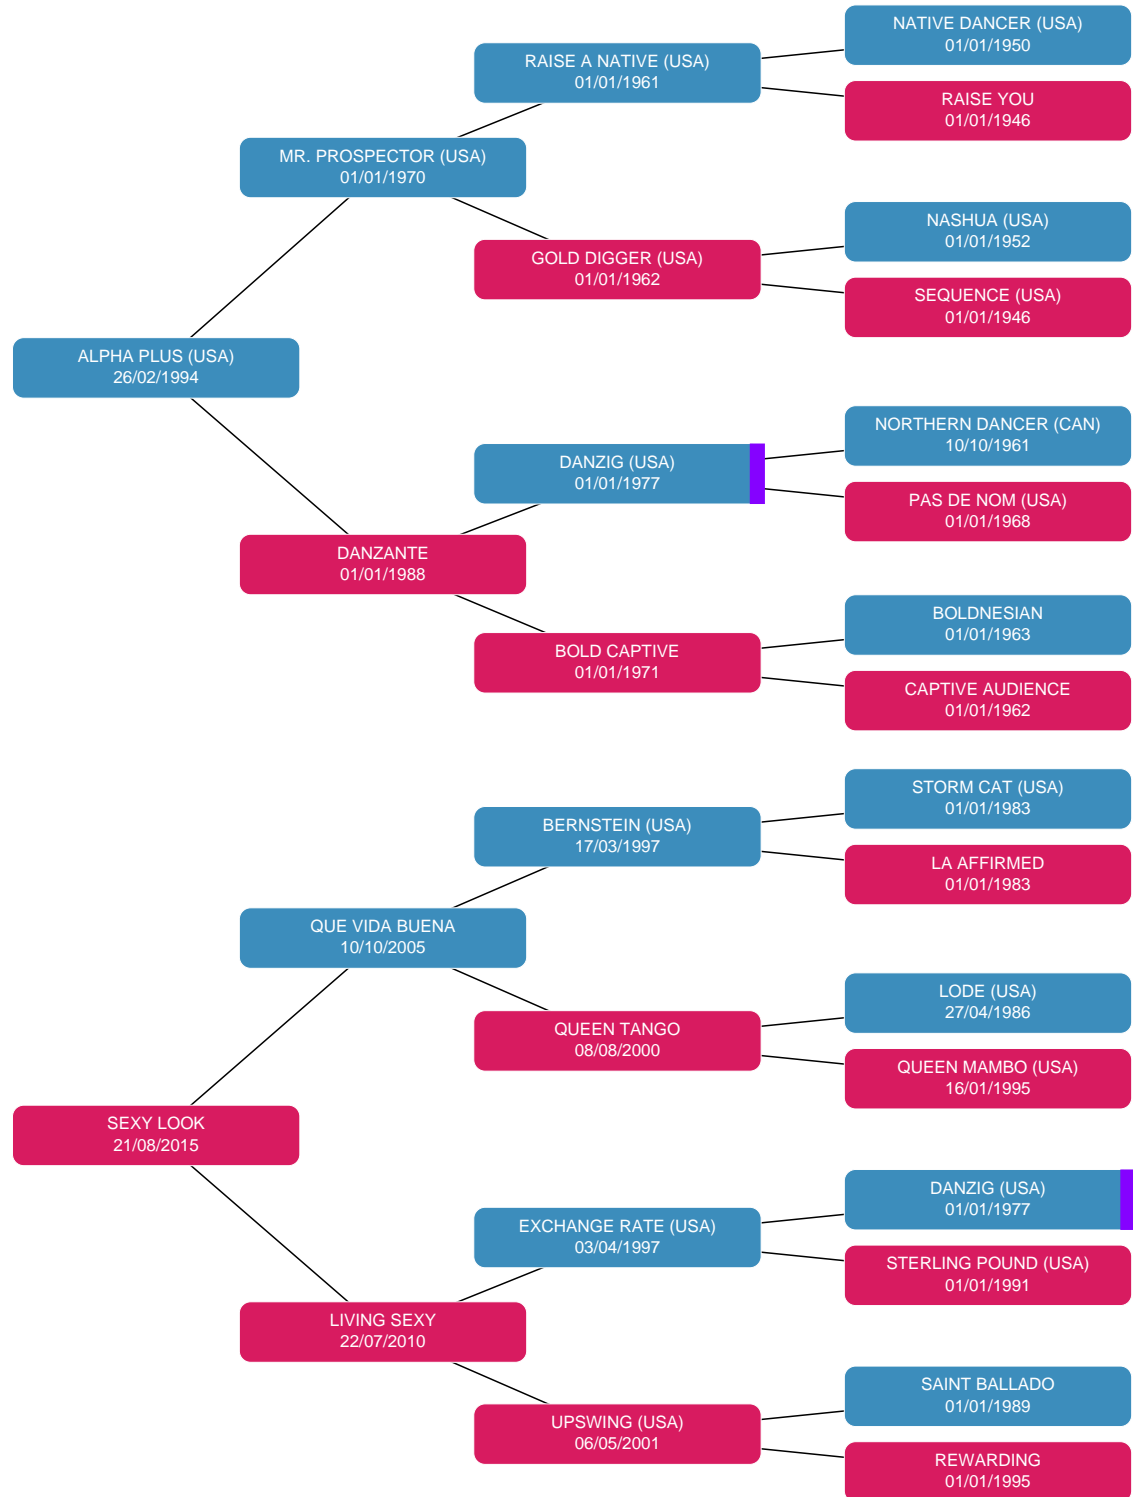 NATIVE DANCER (USA)
01/01/1950
RAISE A NATIVE (USA)
01/01/1961
RAISE YOU
01/01/1946
MR. PROSPECTOR (USA)
01/01/1970
NASHUA (USA)
01/01/1952
GOLD DIGGER (USA)
01/01/1962
SEQUENCE (USA)
01/01/1946
ALPHA PLUS (USA)
26/02/1994
NORTHERN DANCER (CAN)
10/10/1961
DANZIG (USA)
01/01/1977
PAS DE NOM (USA)
01/01/1968
DANZANTE
01/01/1988
BOLDNESIAN
01/01/1963
BOLD CAPTIVE
01/01/1971
CAPTIVE AUDIENCE
01/01/1962
STORM CAT (USA)
01/01/1983
BERNSTEIN (USA)
17/03/1997
LA AFFIRMED
01/01/1983
QUE VIDA BUENA
10/10/2005
LODE (USA)
27/04/1986
QUEEN TANGO
08/08/2000
QUEEN MAMBO (USA)
16/01/1995
SEXY LOOK
21/08/2015
DANZIG (USA)
01/01/1977
EXCHANGE RATE (USA)
03/04/1997
STERLING POUND (USA)
01/01/1991
LIVING SEXY
22/07/2010
SAINT BALLADO
01/01/1989
UPSWING (USA)
06/05/2001
REWARDING
01/01/1995